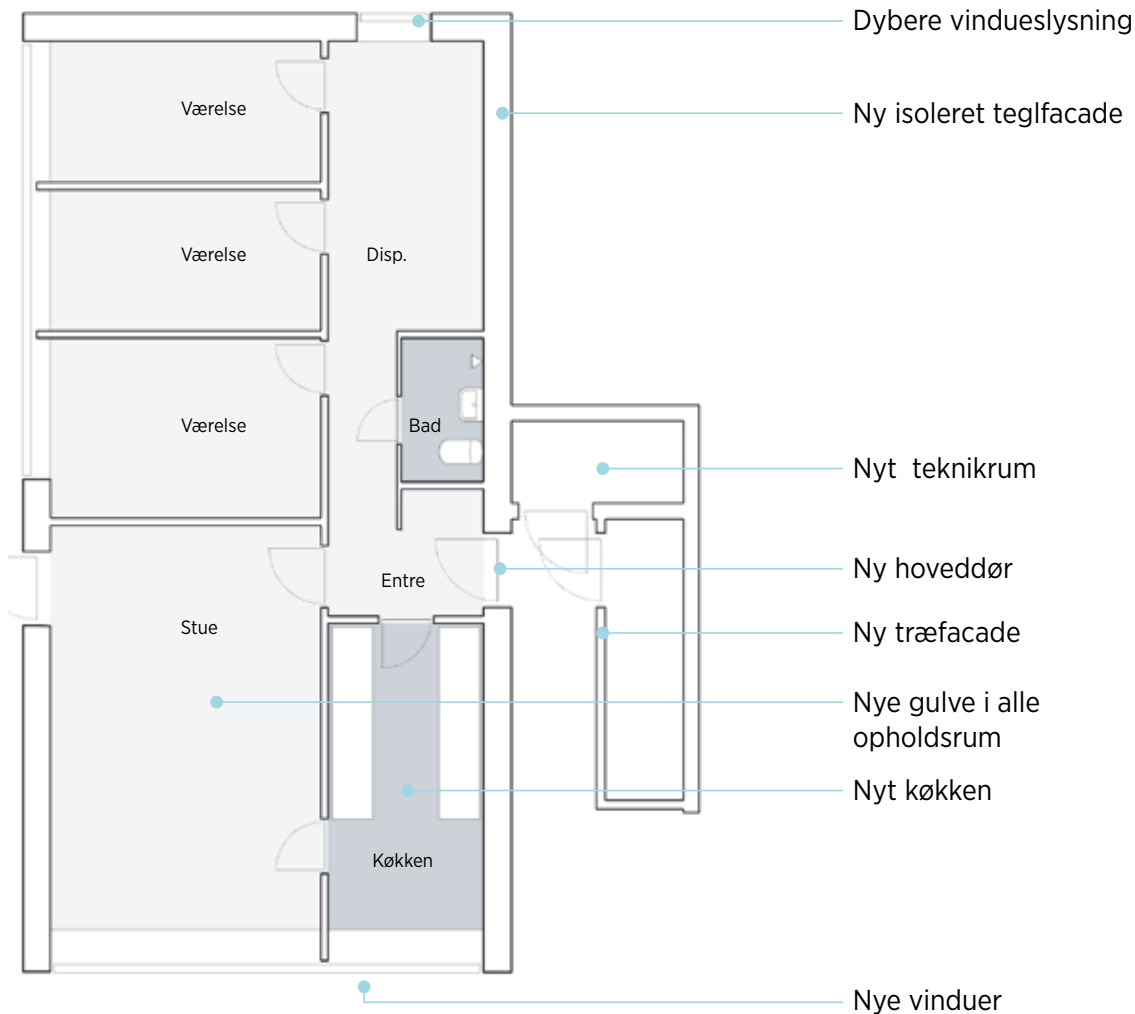 Dybere vindueslysning
Værelse
Ny isoleret teglfacade
Værelse
Disp.
Værelse
Bad
Nyt  teknikrum
Ny hoveddør
Entre
Stue
Ny træfacade
Nye gulve i alle
opholdsrum
Nyt køkken
Køkken
Nye vinduer